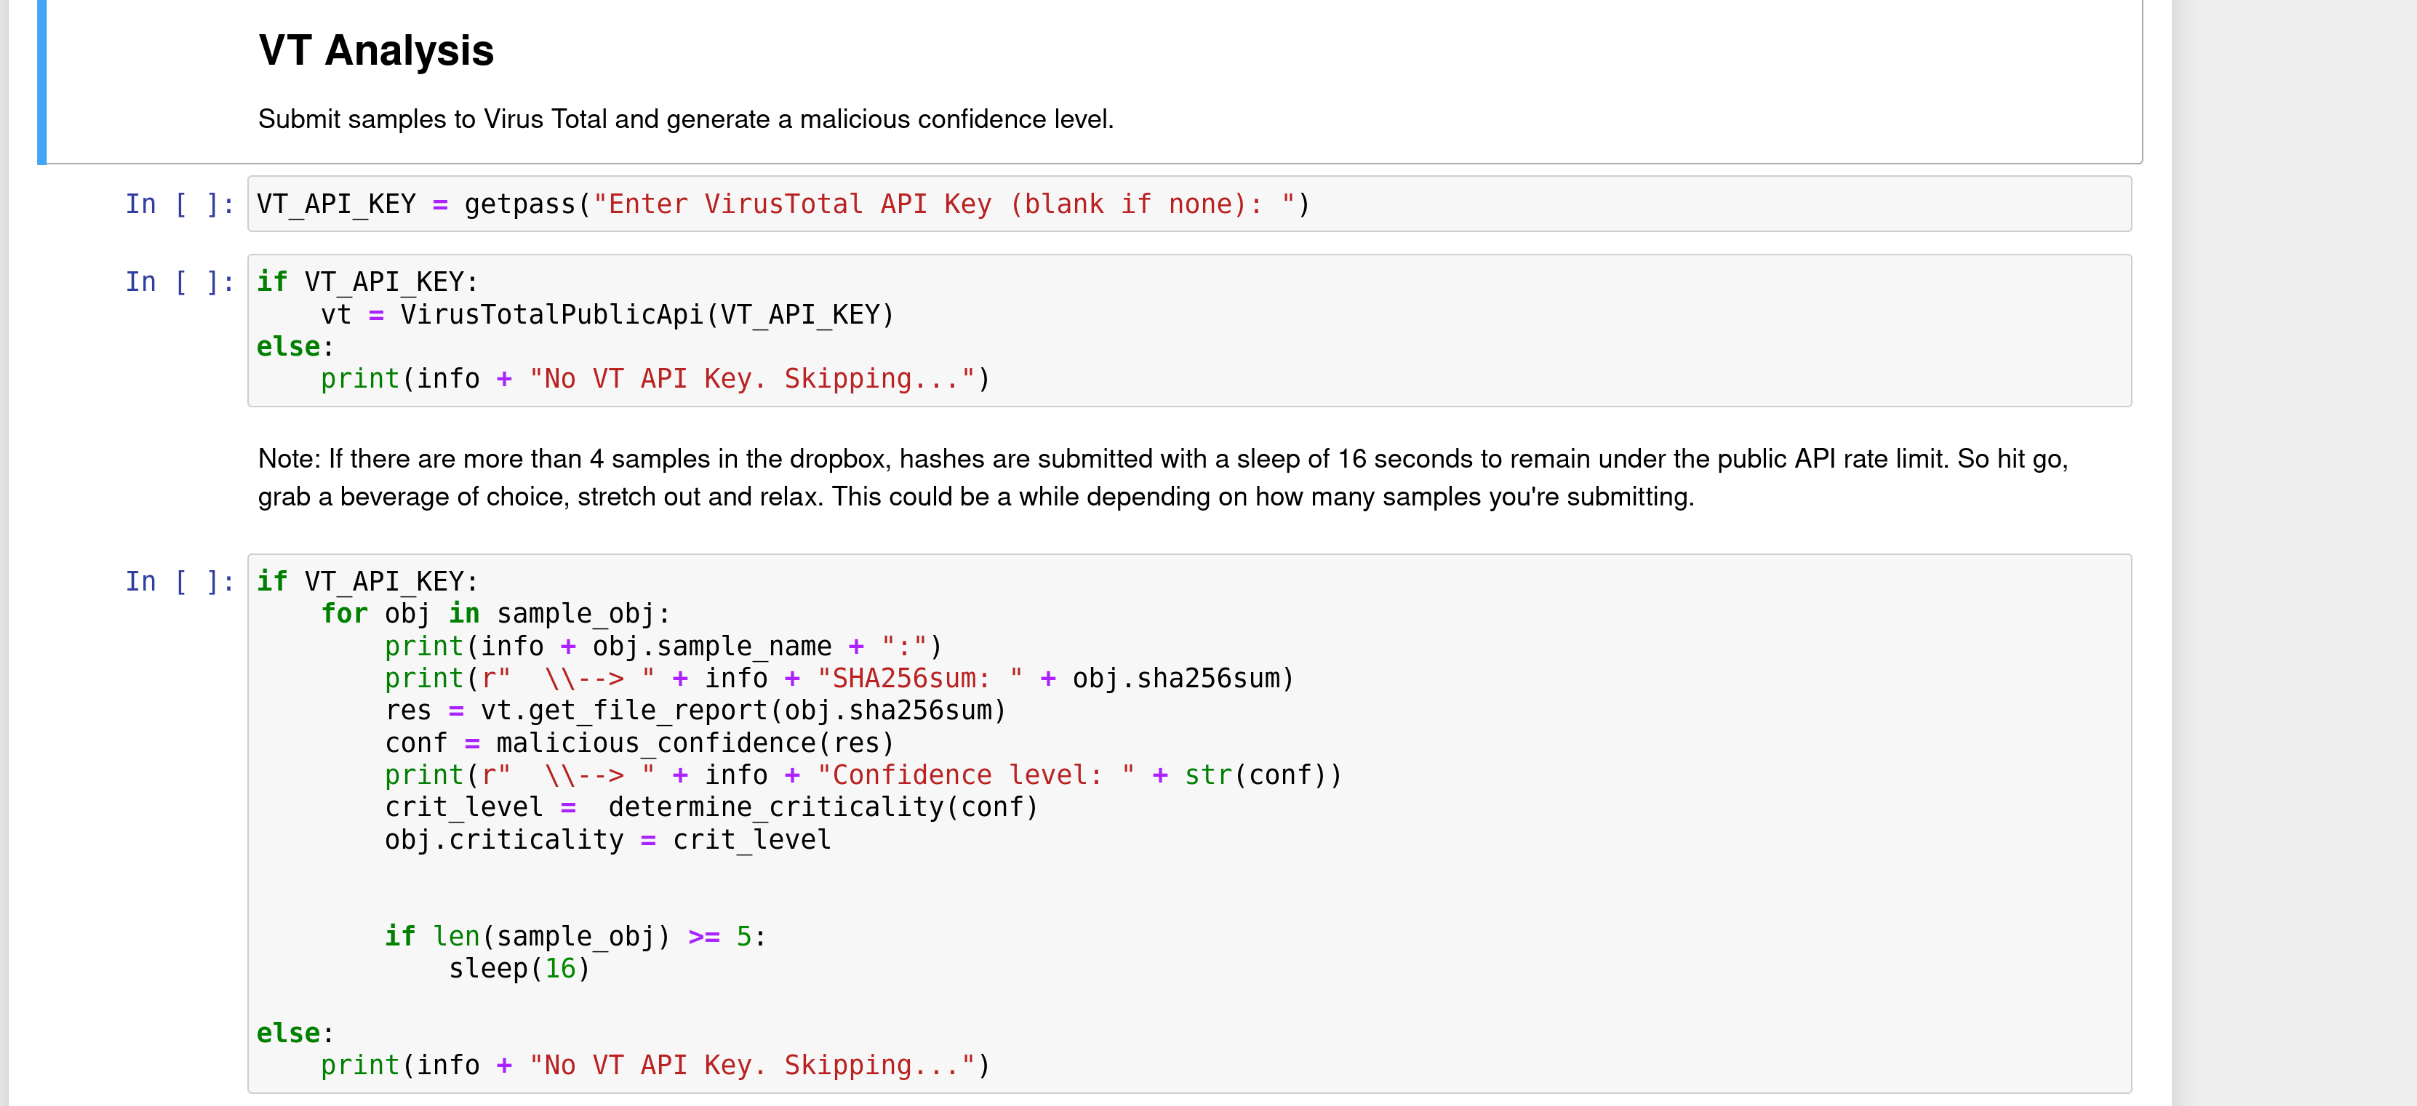 VT Analysis
Submit samples to Virus Total and generate a malicious confidence level.
In [ ]: VT_API_KEY = getpass("Enter VirusTotal API Key (blank if none): ")
In [ ]: if VT_API_KEY:
    vt = VirusTotalPublicApi(VT_API_KEY)
else:
    print(info + "No VT API Key. Skipping...")
Note: If there are more than 4 samples in the dropbox, hashes are submitted with a sleep of 16 seconds to remain under the public API rate limit. So hit go,
grab a beverage of choice, stretch out and relax. This could be a while depending on how many samples you're submitting.
In [ ]: if VT_API_KEY:
    for obj in sample_obj:
        print(info + obj.sample_name + ":")
        print(r"  \\--> " + info + "SHA256sum: " + obj.sha256sum)
        res = vt.get_file_report(obj.sha256sum)
        conf = malicious_confidence(res)
        print(r"  \\--> " + info + "Confidence level: " + str(conf))
        crit_level =  determine_criticality(conf)
        obj.criticality = crit_level
        if len(sample_obj) >= 5:
            sleep(16)
else:
    print(info + "No VT API Key. Skipping...")